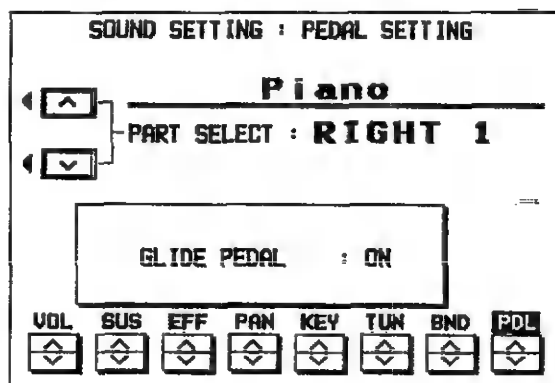 SOUND SETTING : PEDAL SETTING
Piano
PART SELECT : RIGHT 1
GLIDE PEDAL : ON
VOL SUS EFF PAN KEY TUN BND PDL